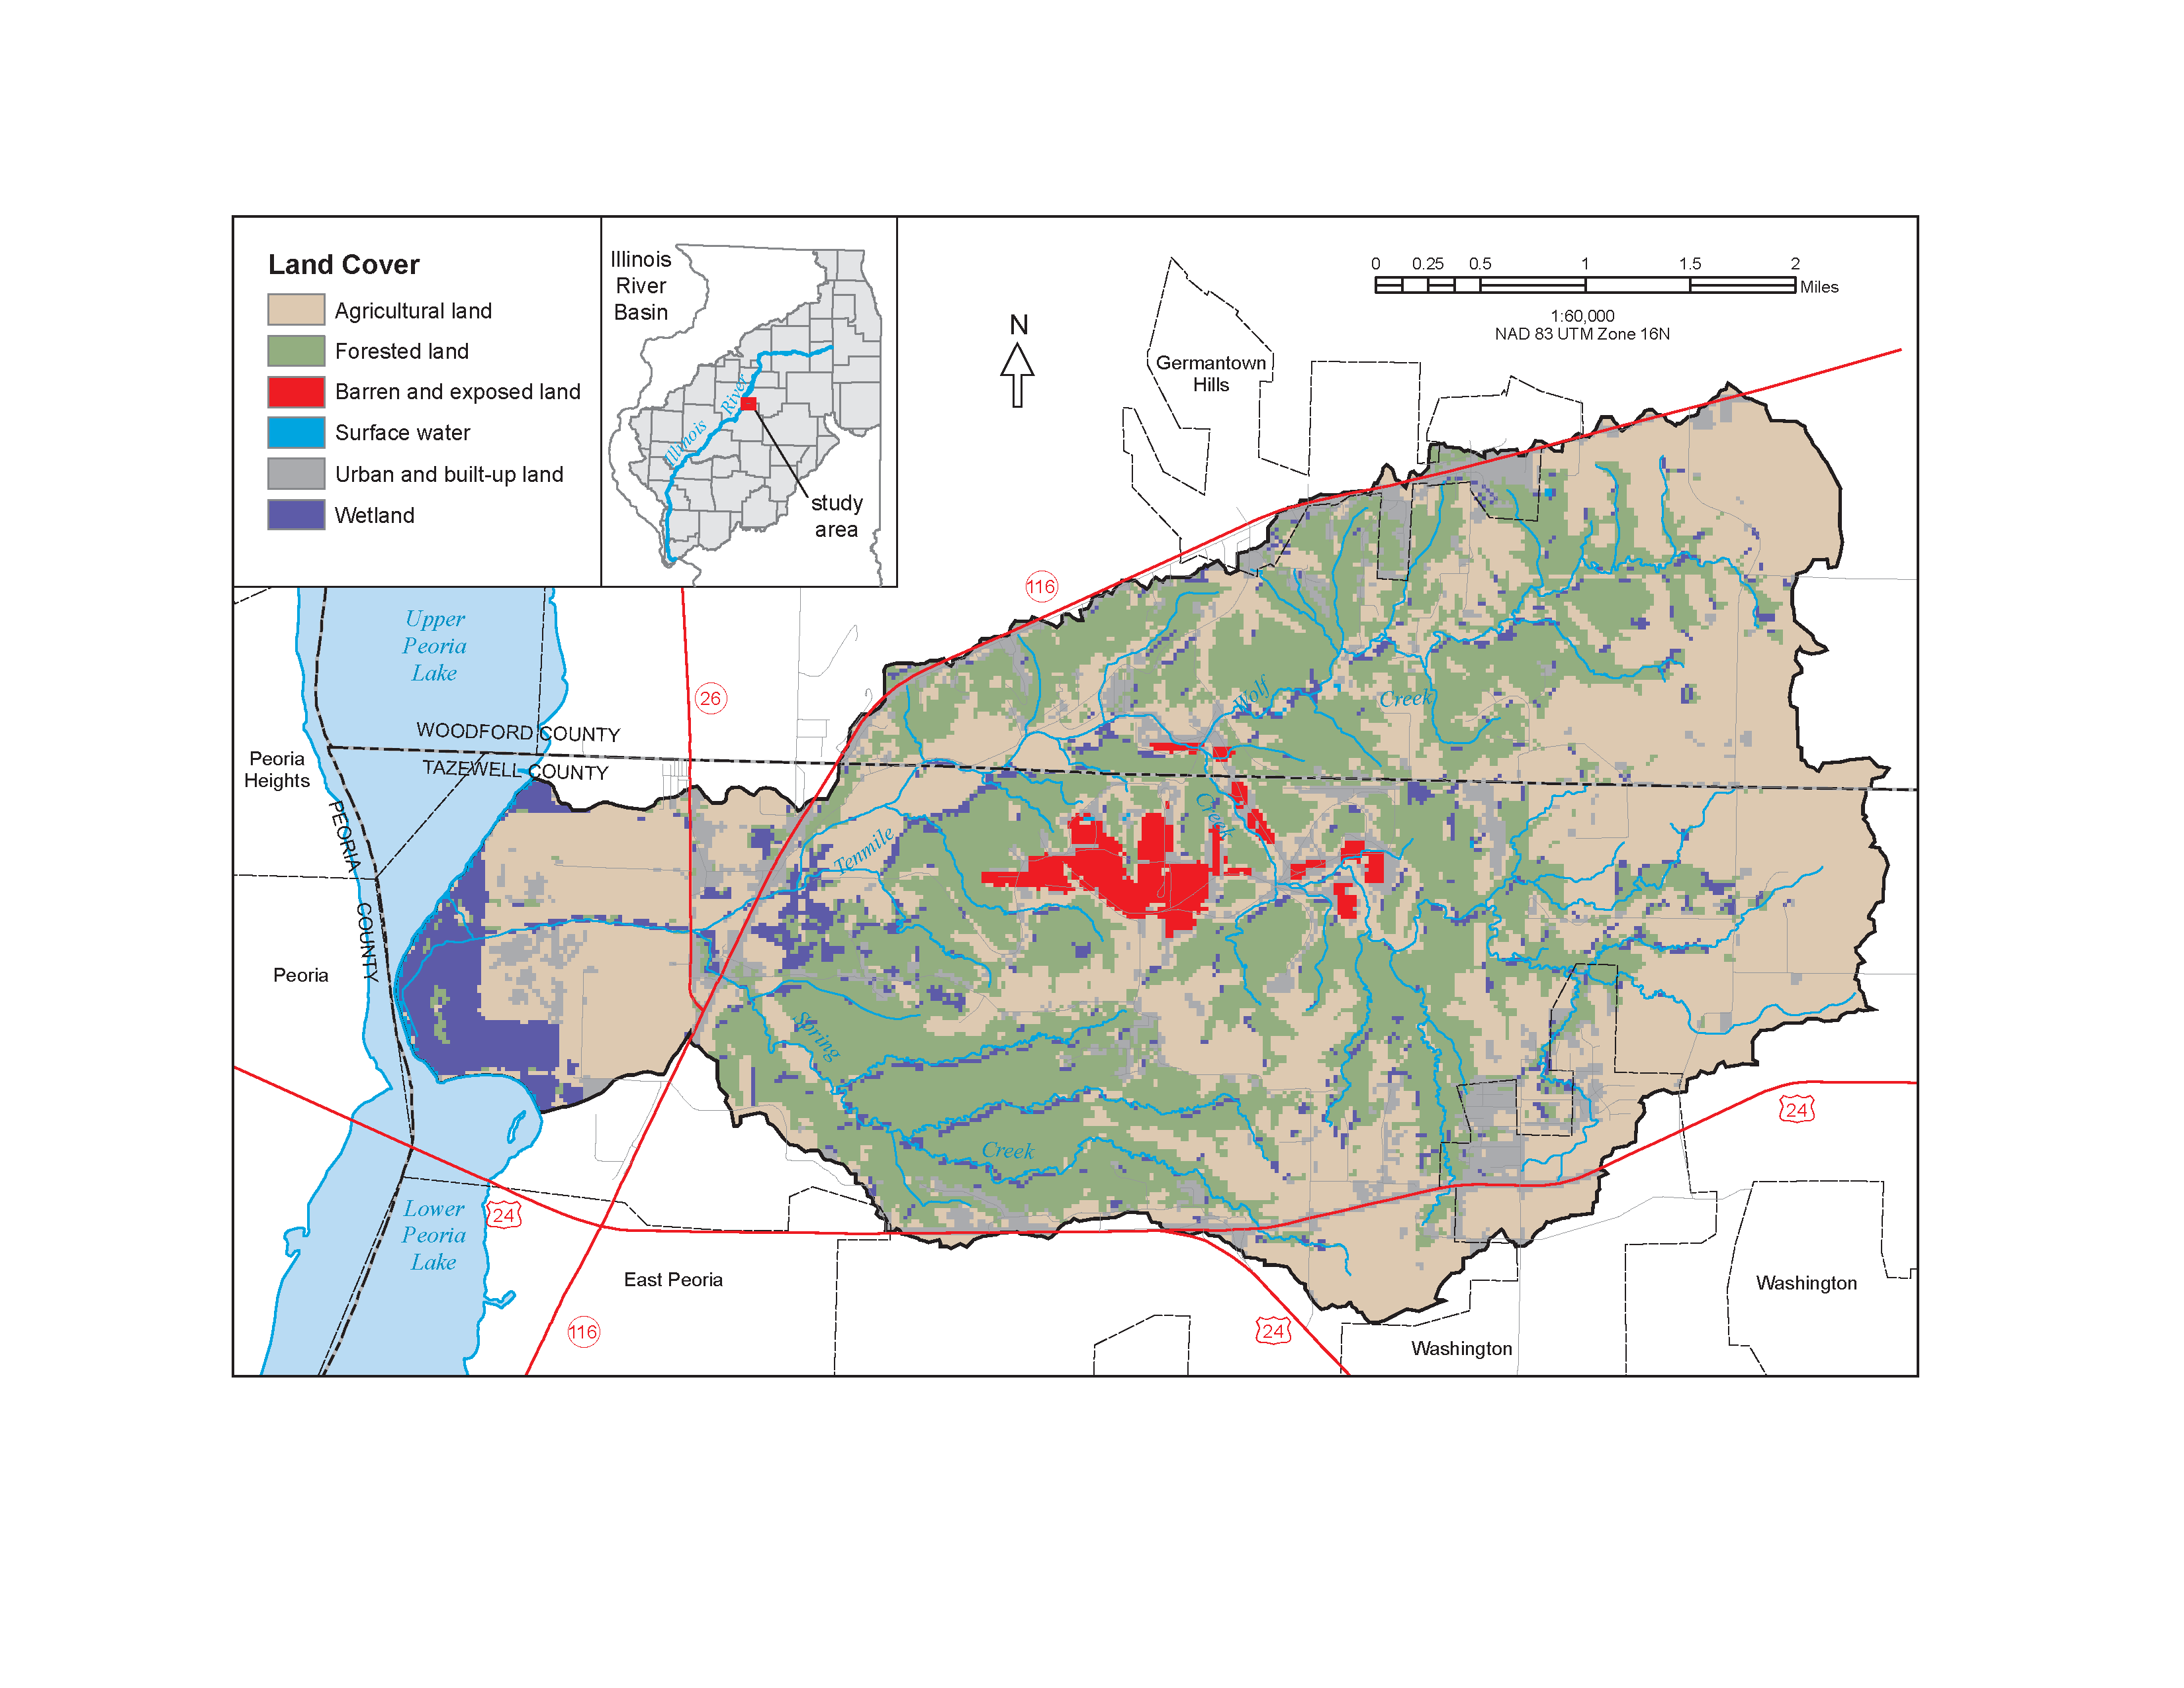 Land Cover
Agricultural land
Forested land
Barren and exposed land
Surface water
Urban and built-up land
Wetland
Illinois
River
Basin
Illinois River
study
area
N
0 0.25 0.5 1 1.5 2
Miles
1:60,000
NAD 83 UTM Zone 16N
Germantown
Hills
116
26
Upper
Peoria
Lake
WOODFORD COUNTY
TAZEWELL COUNTY
Peoria
Heights
PEORIA COUNTY
Peoria
Wolf
Creek
Creek
Tenmile
Spring
Creek
24
24
Lower
Peoria
Lake
East Peoria
116
24
Washington
Washington